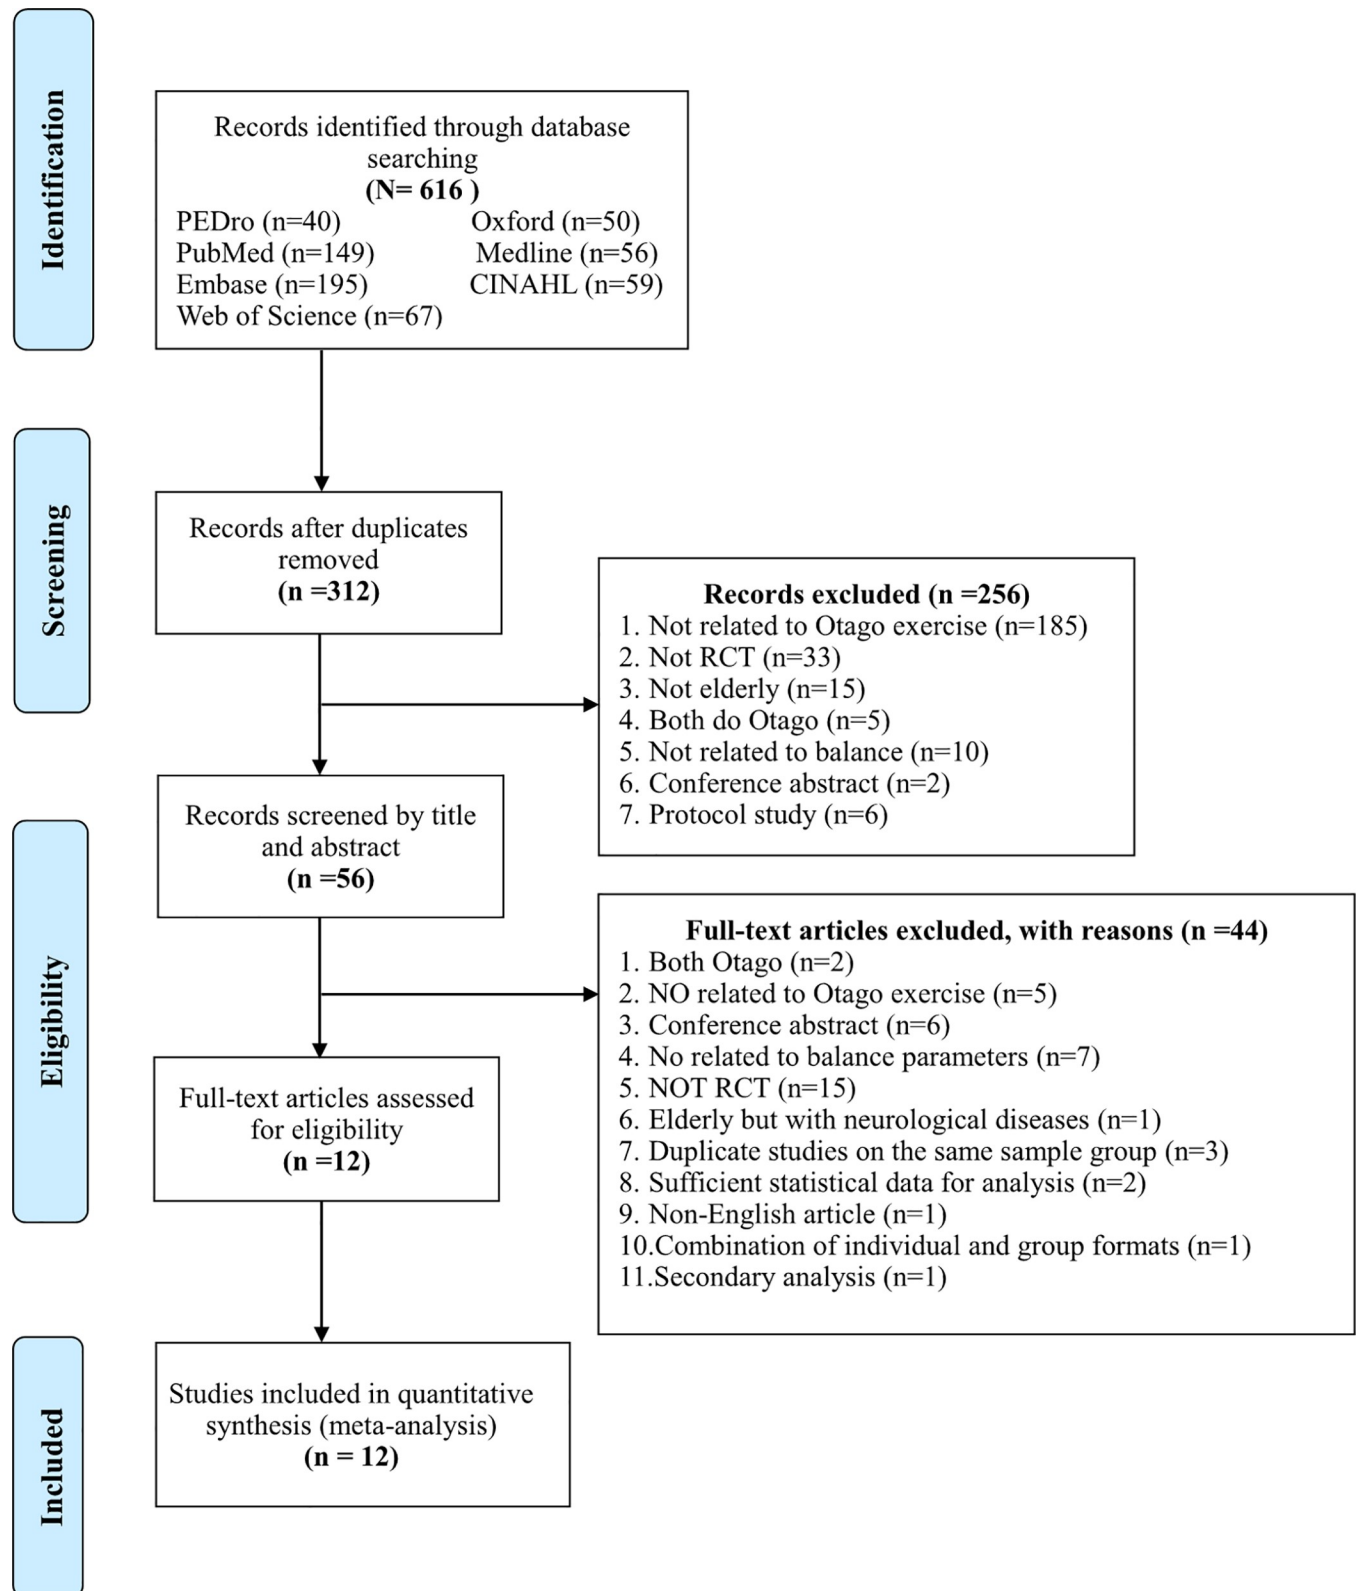 Identification
Records identified through database
searching
(N= 616 )
PEDro (n=40) Oxford (n=50)
PubMed (n=149) Medline (n=56)
Embase (n=195) CINAHL (n=59)
Web of Science (n=67)
Screening
Records after duplicates
removed
(n =312)
Records excluded (n =256)
1. Not related to Otago exercise (n=185)
2. Not RCT (n=33)
3. Not elderly (n=15)
4. Both do Otago (n=5)
5. Not related to balance (n=10)
6. Conference abstract (n=2)
7. Protocol study (n=6)
Records screened by title
and abstract
(n =56)
Eligibility
Full-text articles excluded, with reasons (n =44)
1. Both Otago (n=2)
2. NO related to Otago exercise (n=5)
3. Conference abstract (n=6)
4. No related to balance parameters (n=7)
5. NOT RCT (n=15)
6. Elderly but with neurological diseases (n=1)
7. Duplicate studies on the same sample group (n=3)
8. Sufficient statistical data for analysis (n=2)
9. Non-English article (n=1)
10.Combination of individual and group formats (n=1)
11.Secondary analysis (n=1)
Full-text articles assessed
for eligibility
(n =12)
Included
Studies included in quantitative
synthesis (meta-analysis)
(n = 12)